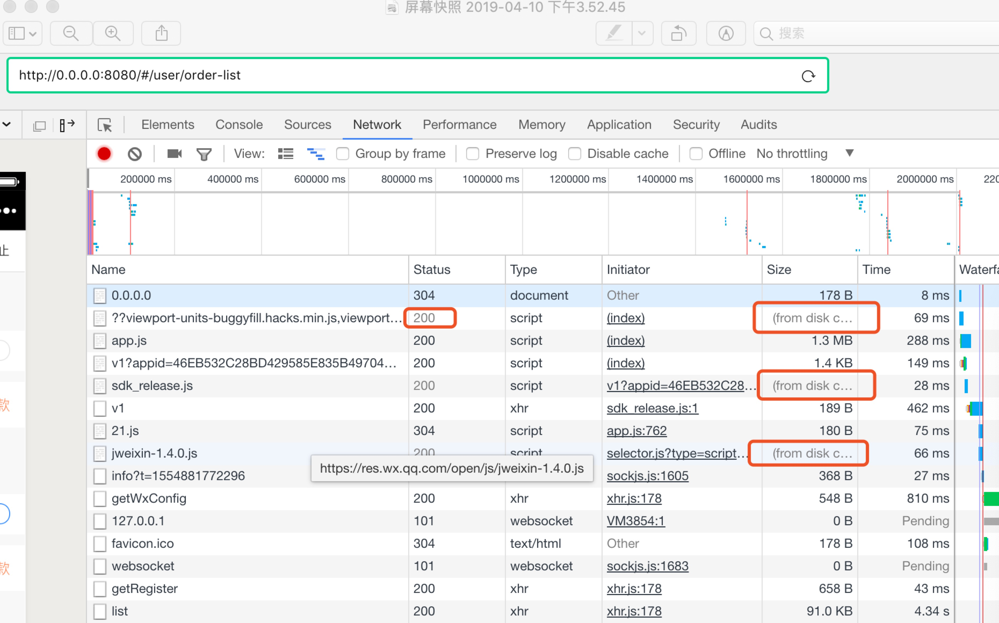 屏幕快照 2019-04-10 下午3.52.45
搜索
http://0.0.0.0:8080/#/user/order-list
Elements Console Sources Network Performance Memory Application Security Audits
View: Group by frame Preserve log Disable cache Offline No throttling
200000 ms 400000 ms 600000 ms 800000 ms 1000000 ms 1200000 ms 1400000 ms 1600000 ms 1800000 ms 2000000 ms 220
止
Name Status Type Initiator Size Time Waterfa
0.0.0.0 304 document Other 178 B 8 ms
??viewport-units-buggyfill.hacks.min.js,viewport... 200 script (index) (from disk c... 69 ms
app.js 200 script (index) 1.3 MB 288 ms
v1?appid=46EB532C28BD429585E835B49704... 200 script (index) 1.4 KB 149 ms
sdk_release.js 200 script v1?appid=46EB532C28... (from disk c... 28 ms
款
v1 200 xhr sdk_release.js:1 189 B 462 ms
21.js 304 script app.js:762 180 B 75 ms
jweixin-1.4.0.js 200 script selector.js?type=script... (from disk c... 66 ms
https://res.wx.qq.com/open/js/jweixin-1.4.0.js
info?t=1554881772296 sockjs.js:1605 368 B 27 ms
getWxConfig 200 xhr xhr.js:178 548 B 810 ms
127.0.0.1 101 websocket VM3854:1 0 B Pending
favicon.ico 304 text/html Other 178 B 108 ms
款
websocket 101 websocket sockjs.js:1683 0 B Pending
getRegister 200 xhr xhr.js:178 658 B 43 ms
list 200 xhr xhr.js:178 91.0 KB 4.34 s